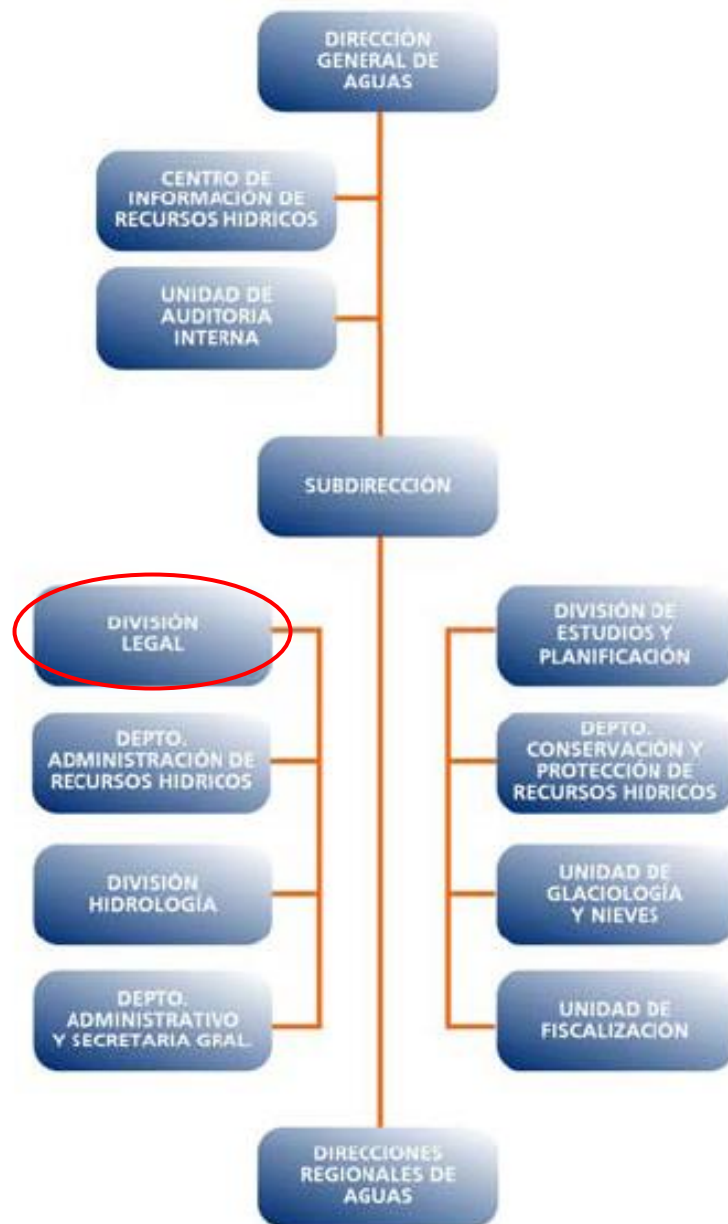 DIRECCIÓN
GENERAL DE
AGUAS
CENTRO DE
INFORMACIÓN DE
RECURSOS HIDRICOS
UNIDAD DE
AUDITORIA
INTERNA
SUBDIRECCIÓN
DIVISIÓN
LEGAL
DEPTO.
ADMINISTRACIÓN DE
RECURSOS HIDRICOS
DIVISIÓN
HIDROLOGÍA
DEPTO.
ADMINISTRATIVO
Y SECRETARÍA GRAL.
DIVISIÓN DE
ESTUDIOS Y
PLANIFICACIÓN
DEPTO.
CONSERVACIÓN Y
PROTECCIÓN DE
RECURSOS HIDRICOS
UNIDAD DE
GLACIOLOGÍA
Y NIEVES
UNIDAD DE
FISCALIZACIÓN
DIRECCIONES
REGIONALES DE
AGUAS